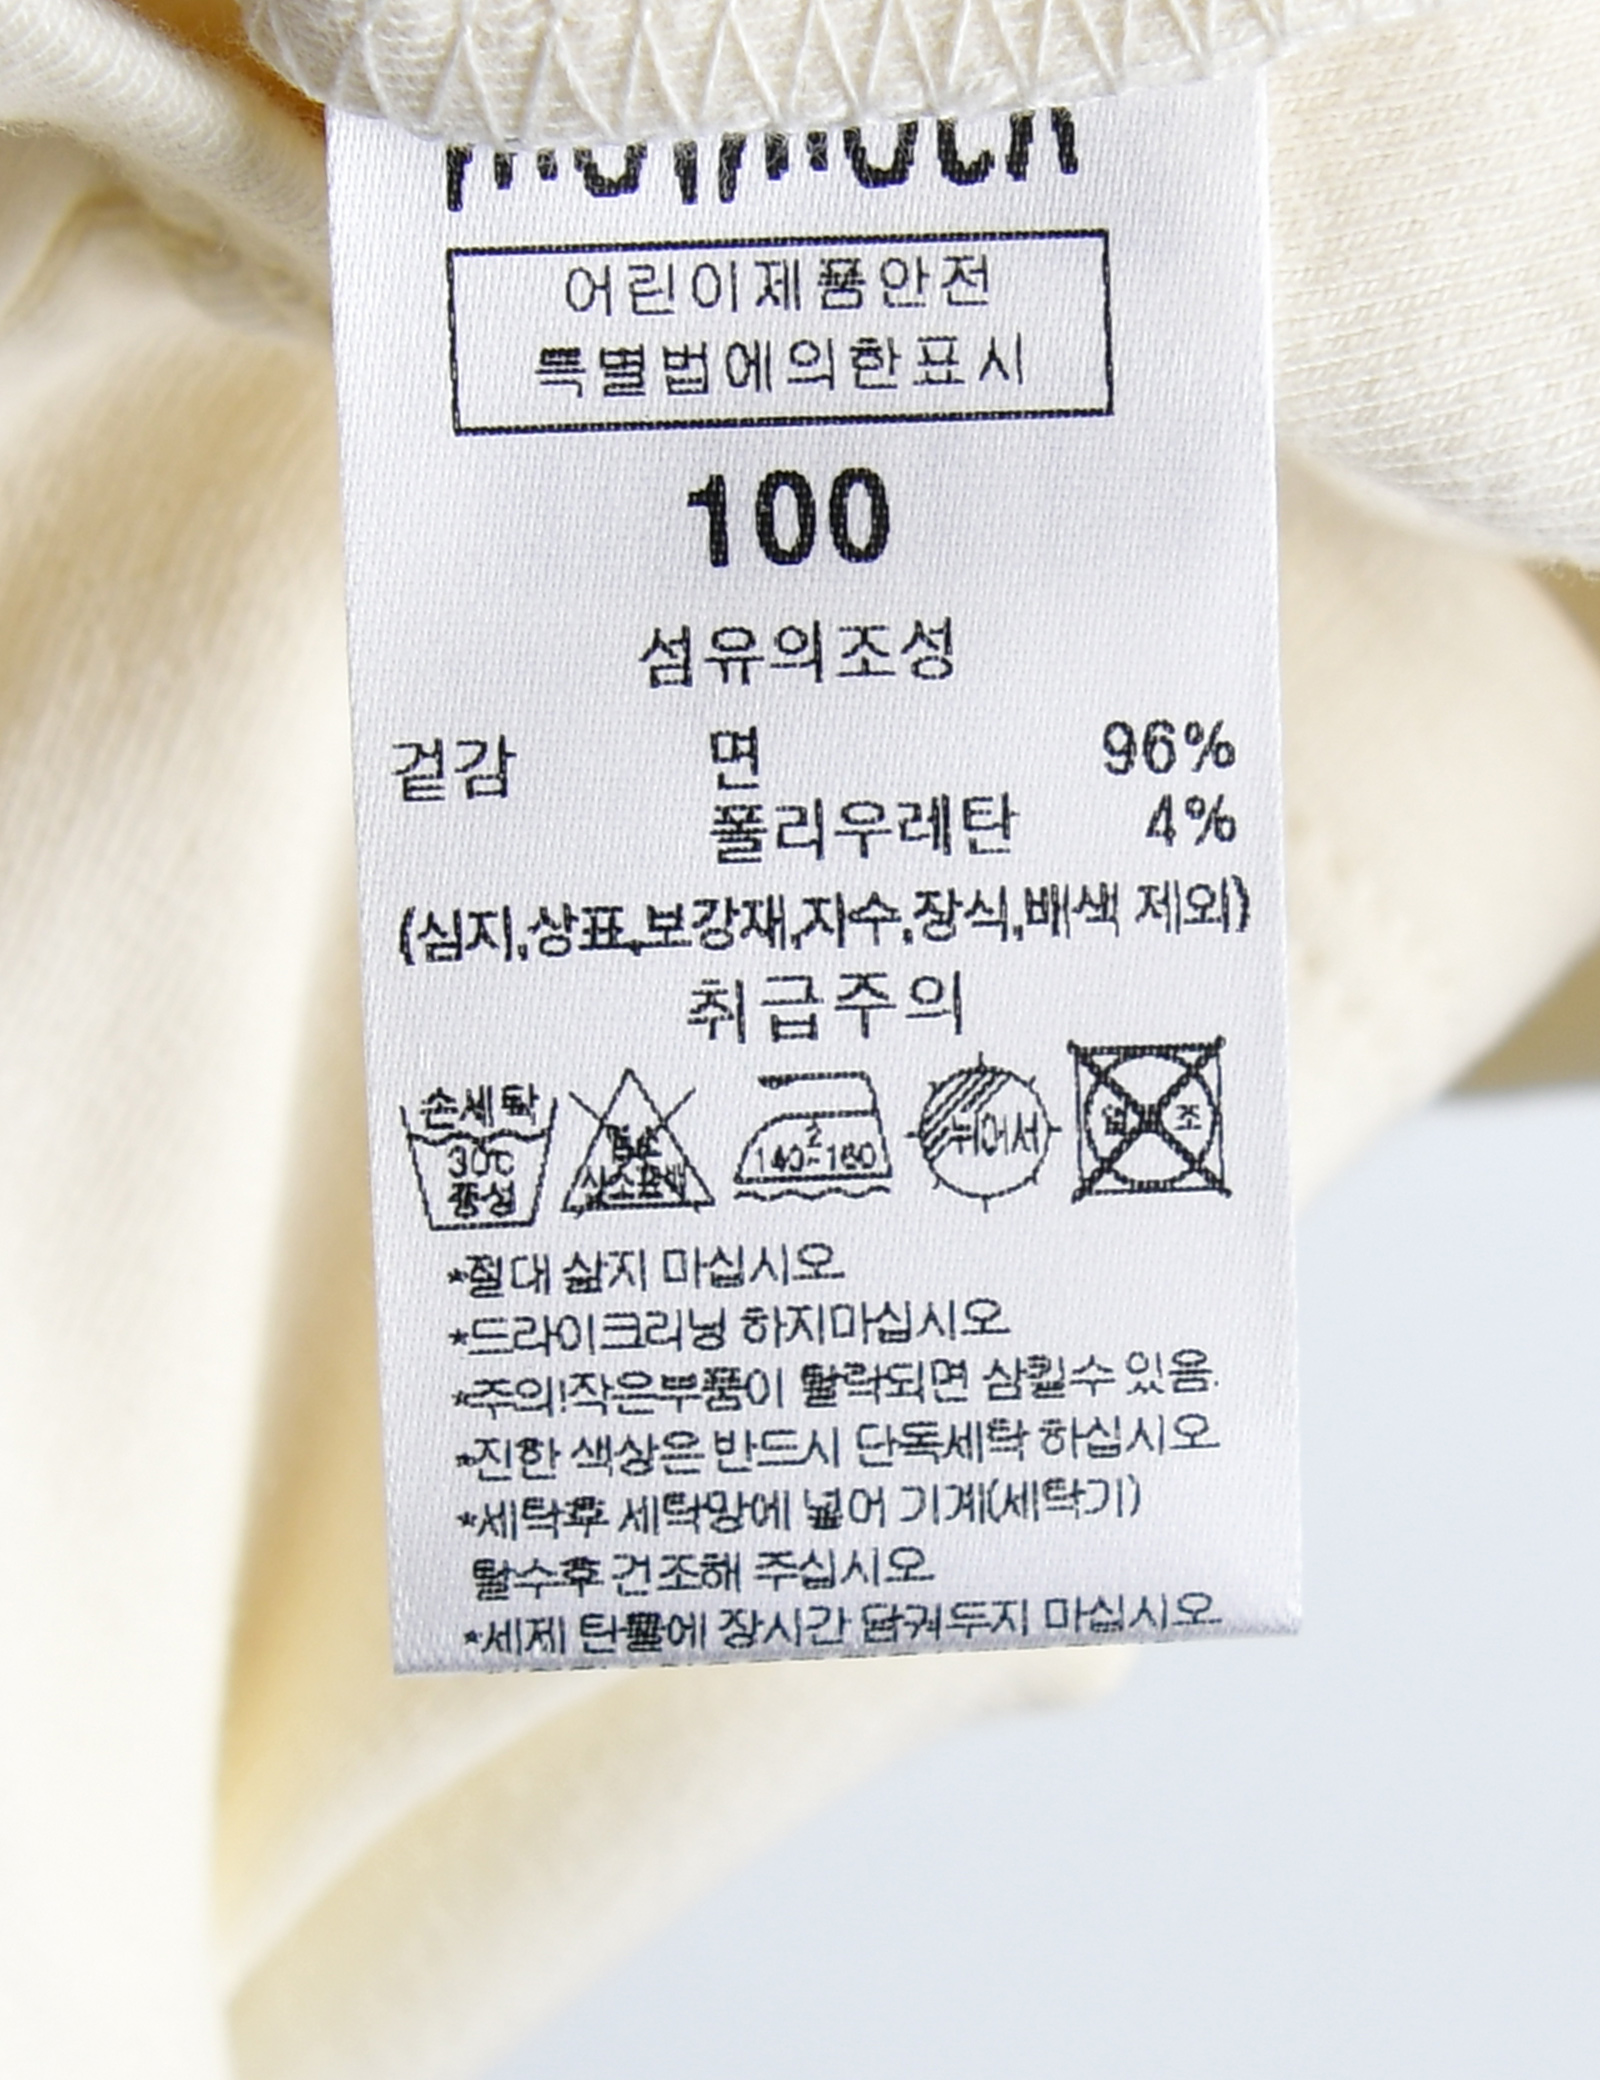 어린이제품안전
특별법에의한표시
100
섬유의조성
겉감 면 96%
폴리우레탄 4%
(심지,상표,보강재,자수,장식,배색 제외)
취급주의
손세탁
30℃
중성
산소표백
2
140~160
뉘어서
조
*절대 삶지 마십시오
*드라이크리닝 하지마십시오
*주의!작은부품이 탈락되면 삼킬수 있음.
*진한 색상은 반드시 단독세탁 하십시오
*세탁후 세탁망에 넣어 기계(세탁기)
탈수후 건조해 주십시오
*세제 탄물에 장시간 담궈두지 마십시오